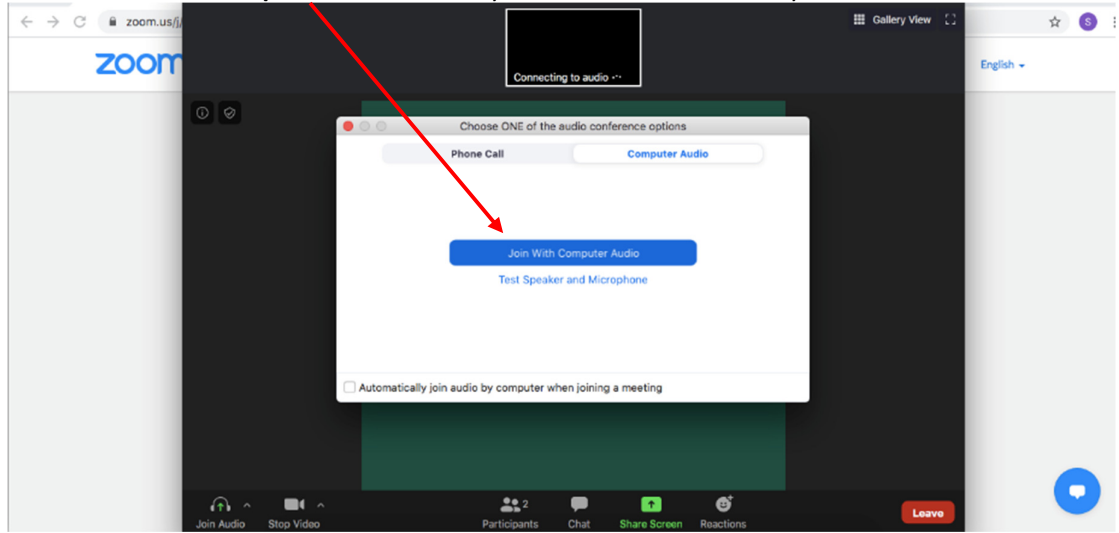 zoom.us/j/
Gallery View
S
zoom
English
Connecting to audio
Choose ONE of the audio conference options
Phone Call
Computer Audio
Join With Computer Audio
Test Speaker and Microphone
Automatically join audio by computer when joining a meeting
2
Join Audio
Stop Video
Participants
Chat
Share Screen
Reactions
Leave